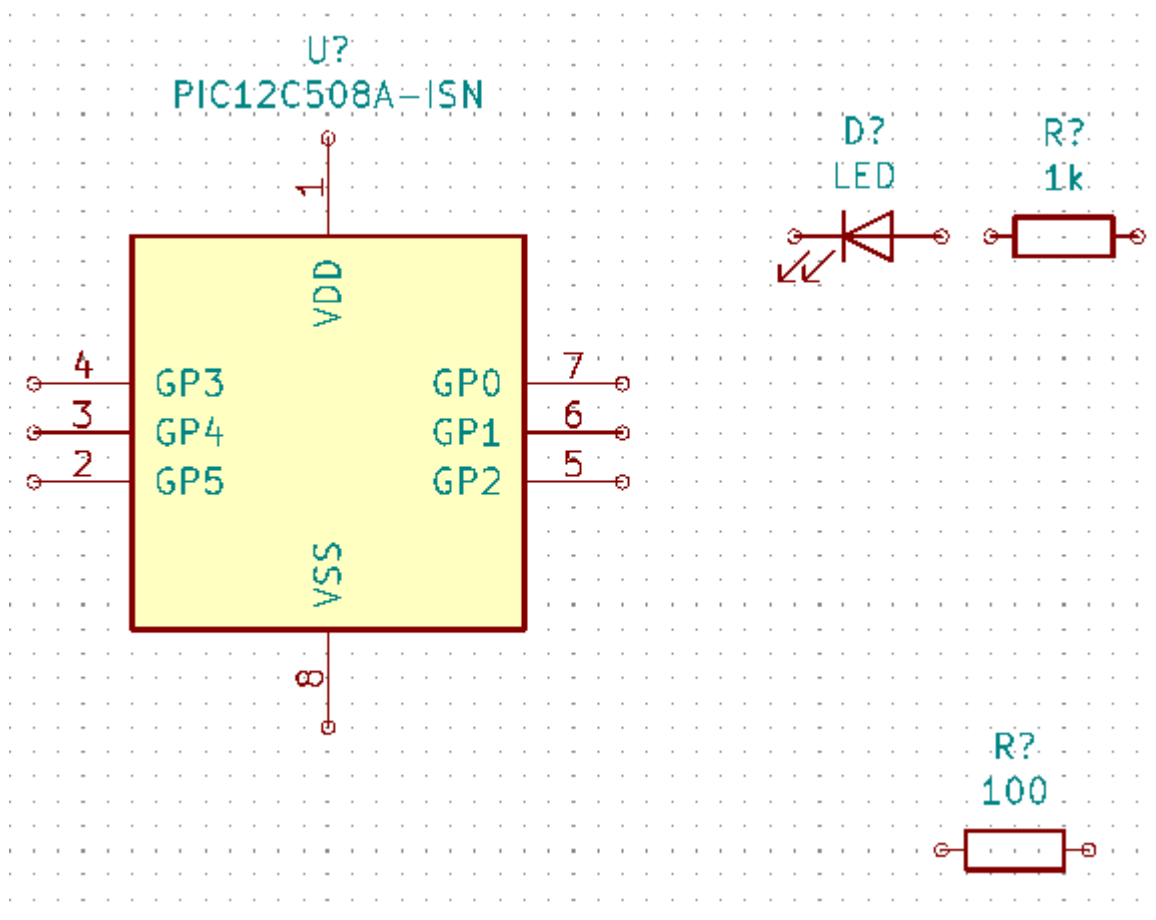 U?
PIC12C508A-ISN
D?
LED
R?
1k
1
VDD
4
GP3
GP0
7
3
GP4
GP1
6
2
GP5
GP2
5
VSS
8
R?
100